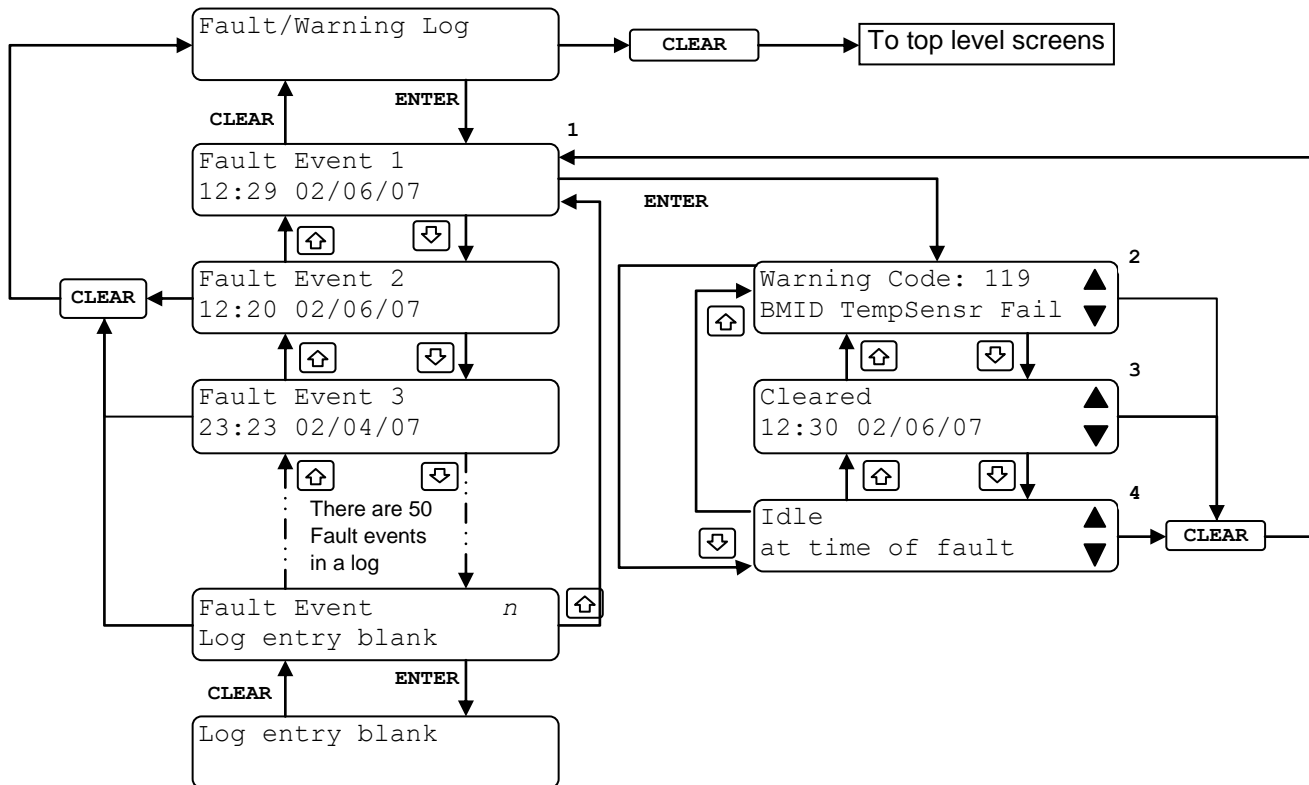 Fault/Warning Log
CLEAR
To top level screens
CLEAR
ENTER
1
Fault Event 1
12:29 02/06/07
ENTER
Fault Event 2
12:20 02/06/07
CLEAR
2
Warning Code: 119
BMID TempSensr Fail
Fault Event 3
23:23 02/04/07
3
Cleared
12:30 02/06/07
There are 50
Fault events
in a log
4
Idle
at time of fault
CLEAR
Fault Event n
Log entry blank
CLEAR
ENTER
Log entry blank